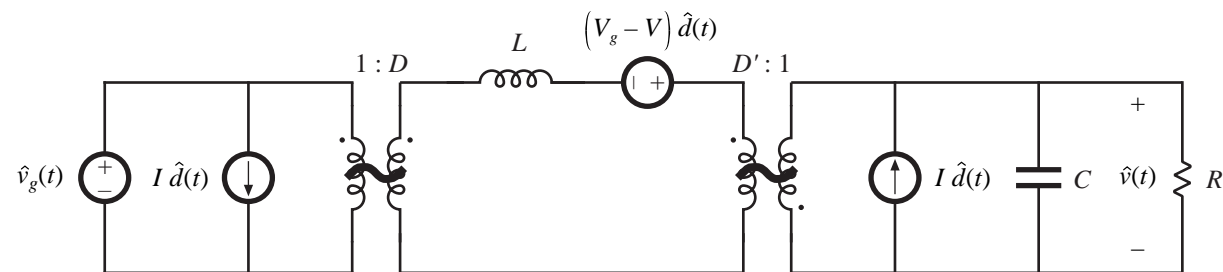 (V_g – V) d̂(t)
L
1 : D
D′ : 1
+
–
+
+
–
v̂_g(t)
I d̂(t)
I d̂(t)
C
v̂(t)
R
–